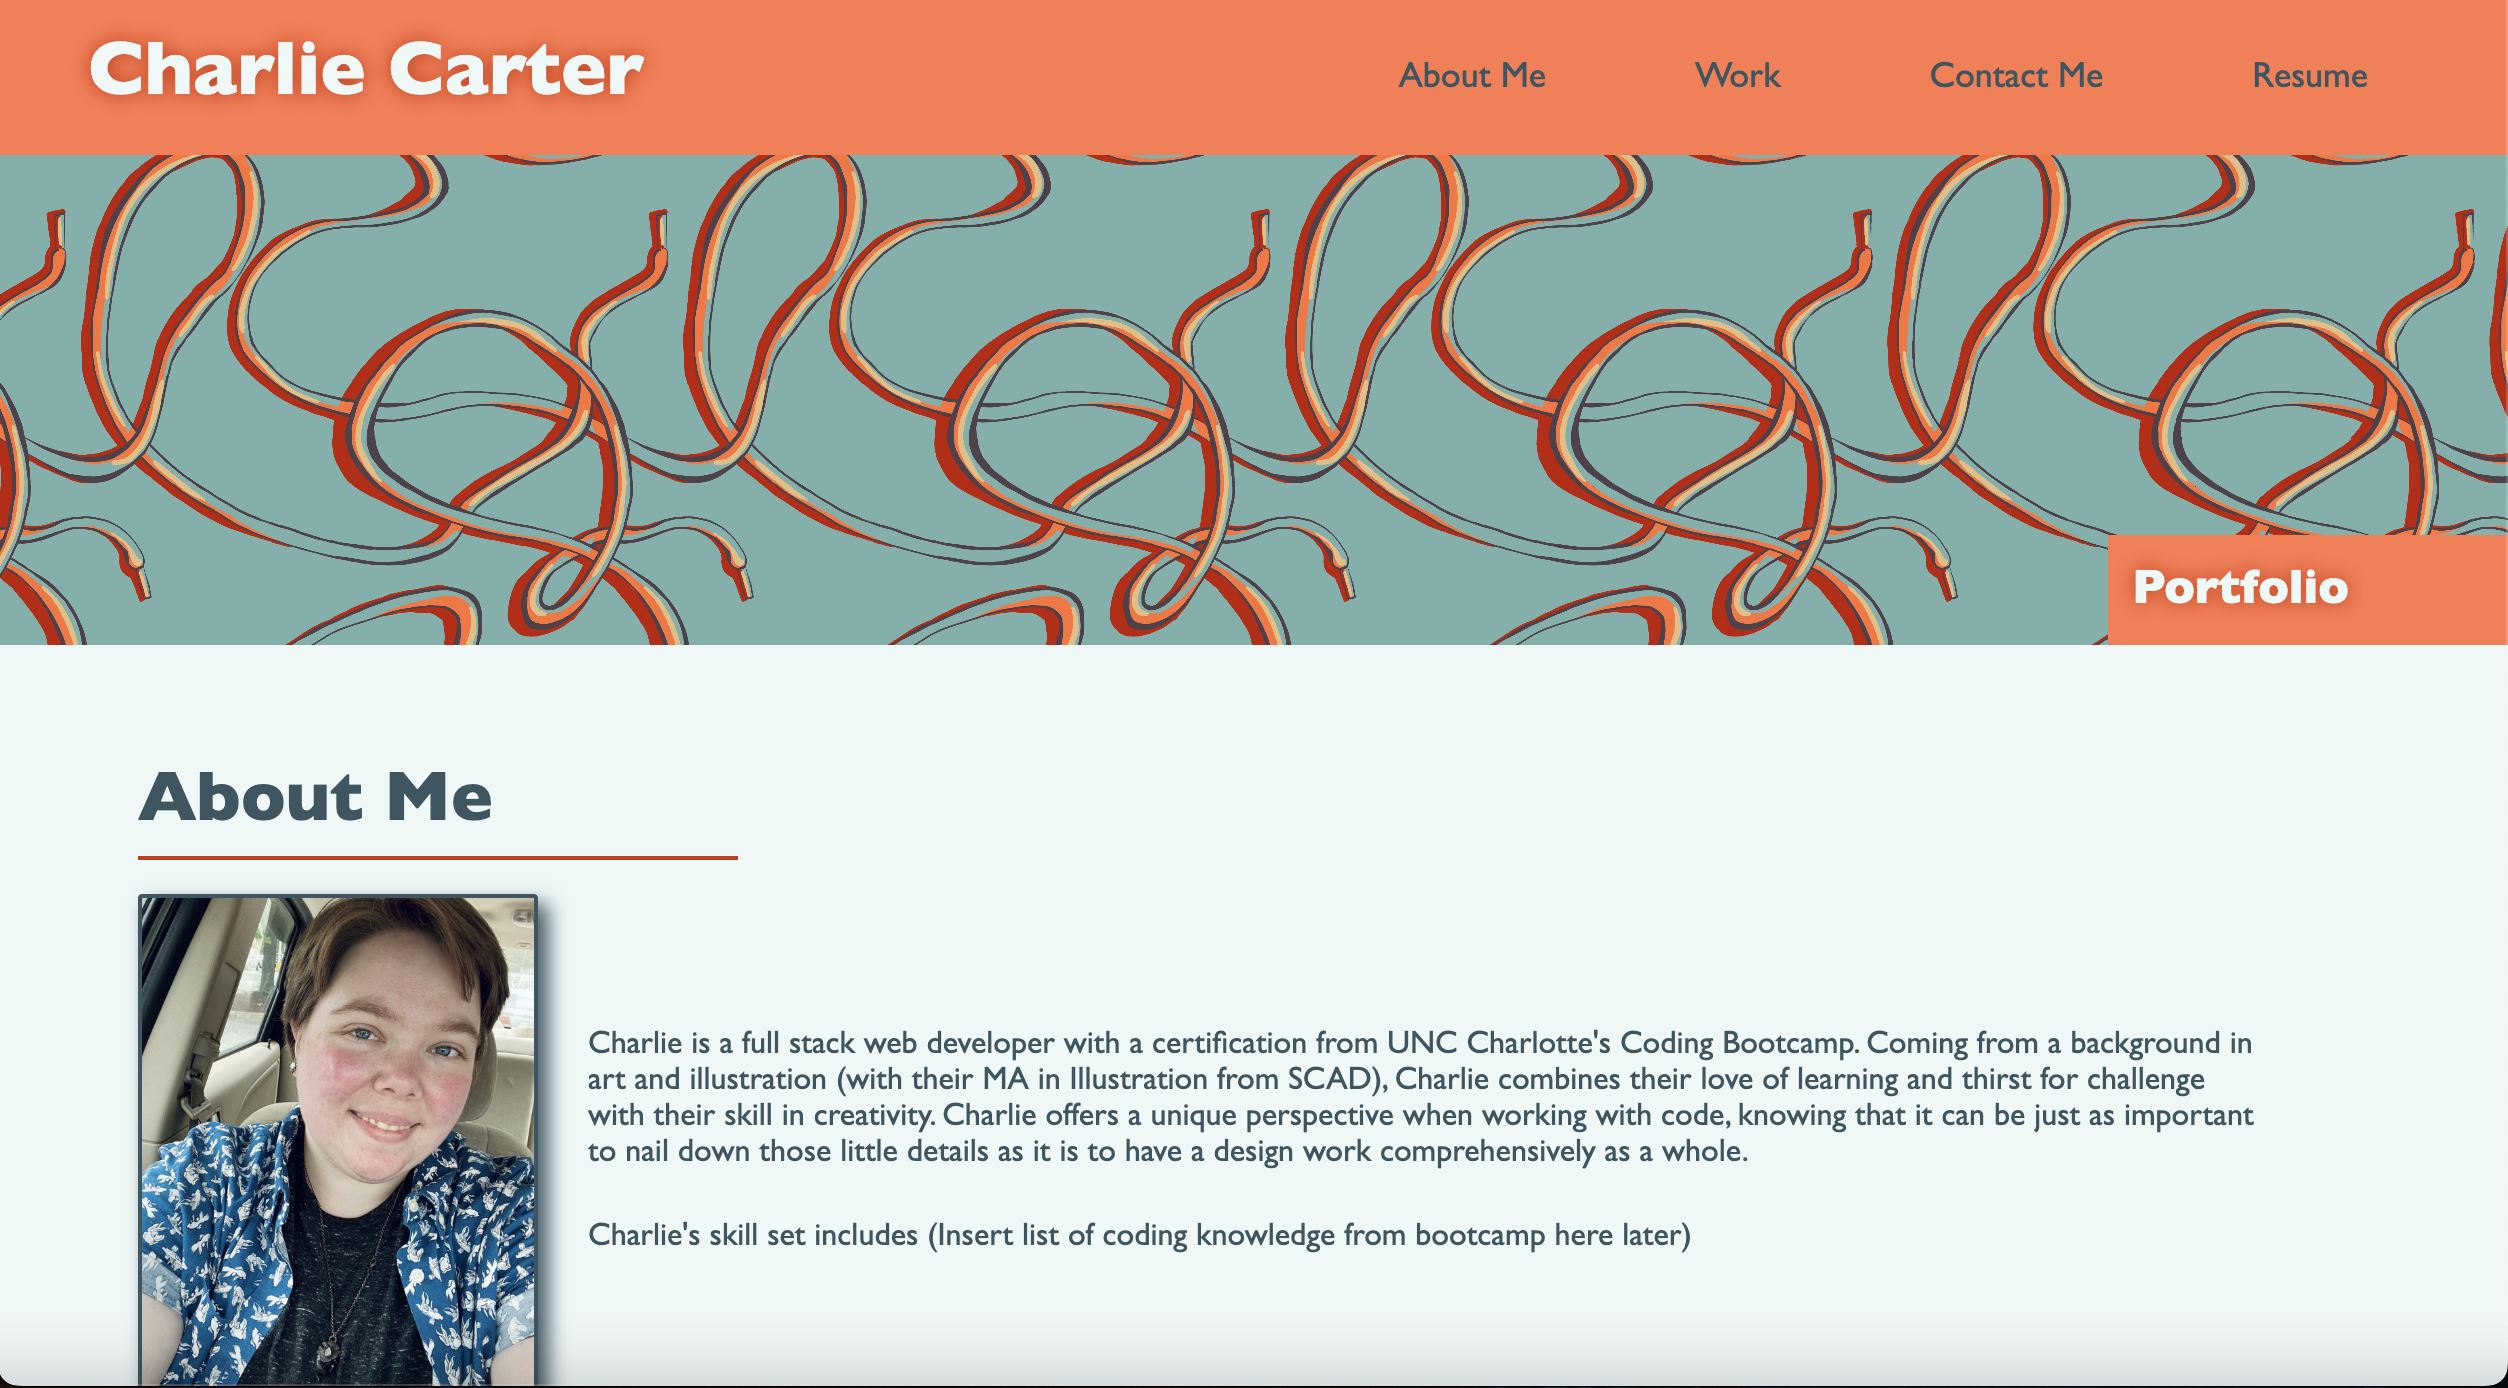 Charlie Carter
About Me
Work
Contact Me
Resume
Portfolio
About Me
Charlie is a full stack web developer with a certification from UNC Charlotte's Coding Bootcamp. Coming from a background in
art and illustration (with their MA in Illustration from SCAD), Charlie combines their love of learning and thirst for challenge
with their skill in creativity. Charlie offers a unique perspective when working with code, knowing that it can be just as important
to nail down those little details as it is to have a design work comprehensively as a whole.
Charlie's skill set includes (Insert list of coding knowledge from bootcamp here later)